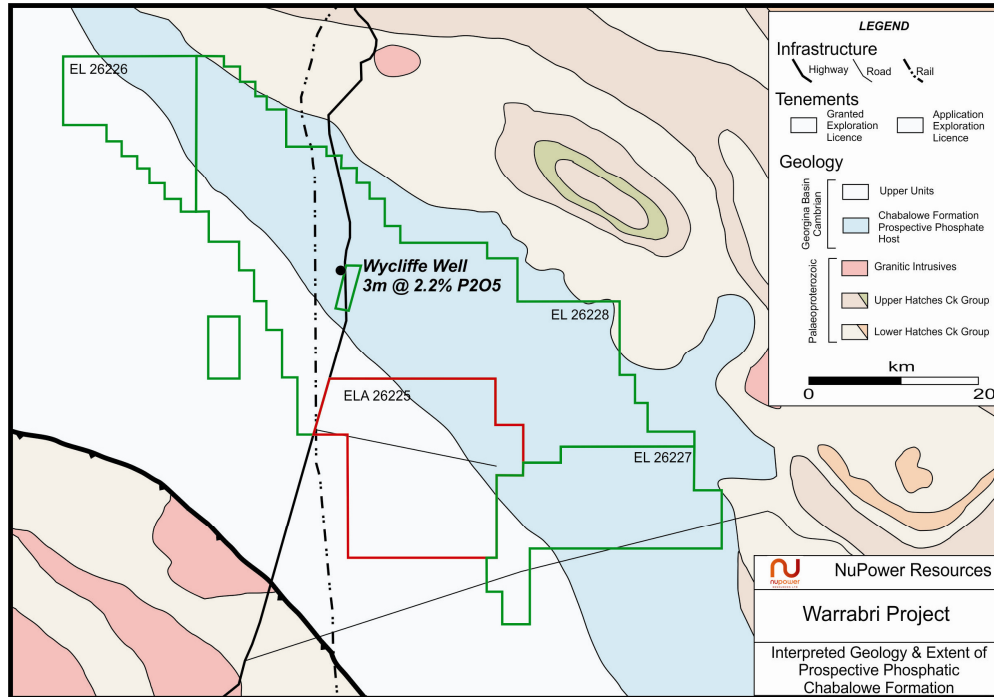 EL 26226
Wycliffe Well
3m @ 2.2% P2O5
EL 26228
ELA 26225
EL 26227
LEGEND
Infrastructure
Highway
Road
Rail
Tenements
Granted
Exploration
Licence
Application
Exploration
Licence
Geology
Georgina Basin
Cambrian
Upper Units
Chabalowe Formation
Prospective Phosphate
Host
Palaeoproterozoic
Granitic Intrusives
Upper Hatches Ck Group
Lower Hatches Ck Group
km
0 20
nupower
NuPower Resources
Warrabri Project
Interpreted Geology & Extent of
Prospective Phosphatic
Chabalowe Formation